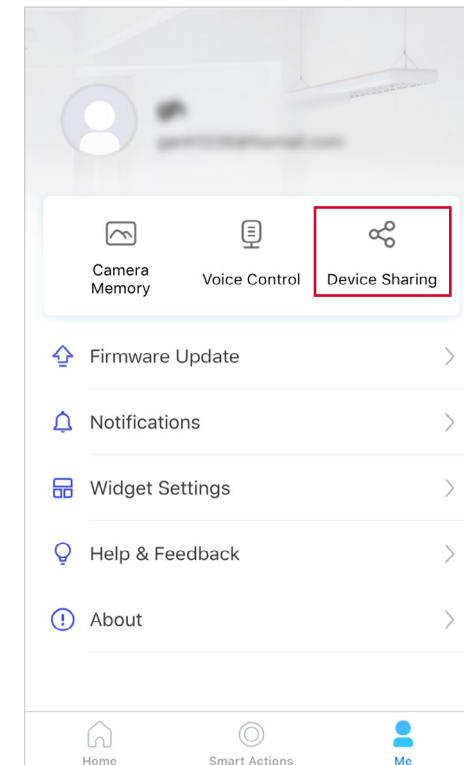 Camera
Memory
Voice Control
Device Sharing
Firmware Update
Notifications
Widget Settings
Help & Feedback
About
Home
Smart Actions
Me